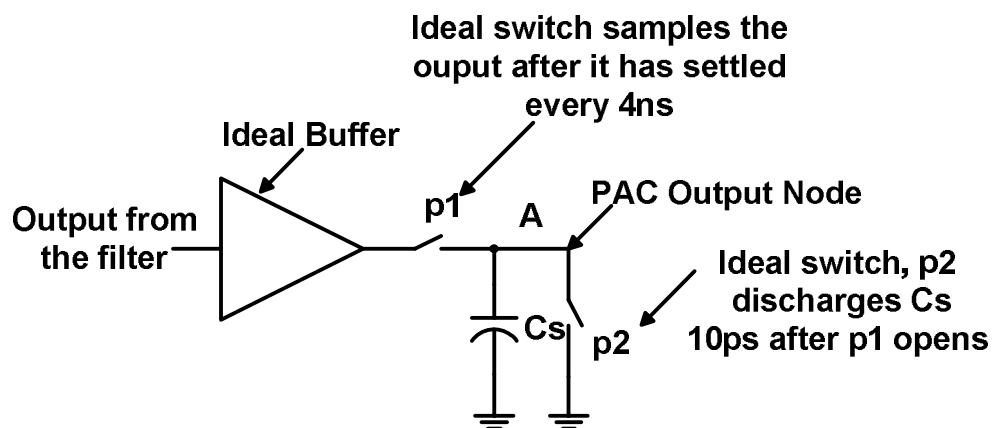 Ideal switch samples the
ouput after it has settled
every 4ns
Ideal Buffer
p1
A
PAC Output Node
Output from
the filter
Ideal switch, p2
discharges Cs
10ps after p1 opens
Cs
p2